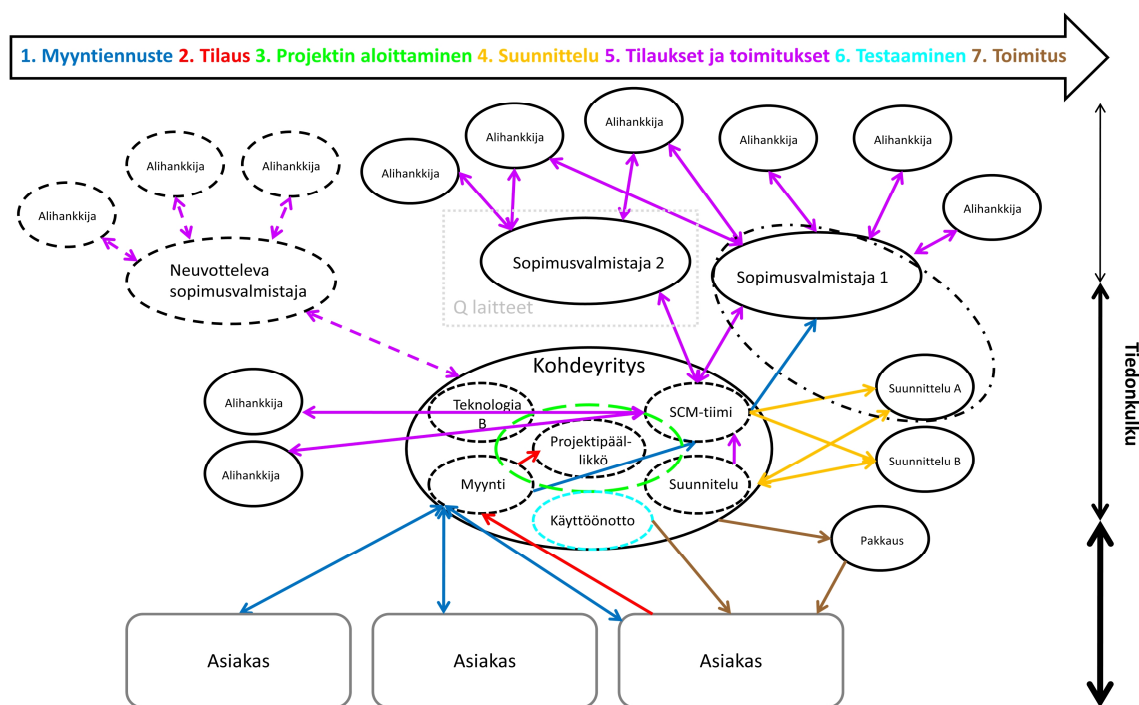 1. Myyntiennuste 2. Tilaus 3. Projektin aloittaminen 4. Suunnittelu 5. Tilaukset ja toimitukset 6. Testaaminen 7. Toimitus
Alihankkija
Alihankkija
Alihankkija
Alihankkija
Alihankkija
Alihankkija
Alihankkija
Alihankkija
Alihankkija
Neuvotteleva
sopimusvalmistaja
Sopimusvalmistaja 2
Sopimusvalmistaja 1
Q laitteet
Kohdeyritys
Tiedonkulku
Alihankkija
Teknologia
B
SCM-tiimi
Suunnittelu A
Projektipääl-
likkö
Alihankkija
Myynti
Suunnitelu
Suunnittelu B
Käyttöönotto
Pakkaus
Asiakas
Asiakas
Asiakas